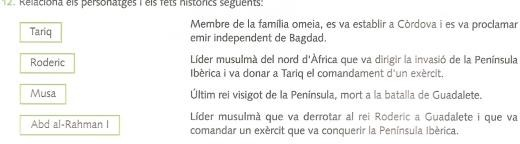 12. Relaciona els personatges i els fets històrics següents:
Tariq
Membre de la família omeia, es va establir a Còrdova i es va proclamar
emir independent de Bagdad.
Roderic
Líder musulmà del nord d'Àfrica que va dirigir la invasió de la Península
Ibèrica i va donar a Tariq el comandament d'un exèrcit.
Musa
Últim rei visigot de la Península, mort a la batalla de Guadalete.
Abd al-Rahman I
Líder musulmà que va derrotar al rei Roderic a Guadalete i que va
comandar un exèrcit que va conquerir la Península Ibèrica.